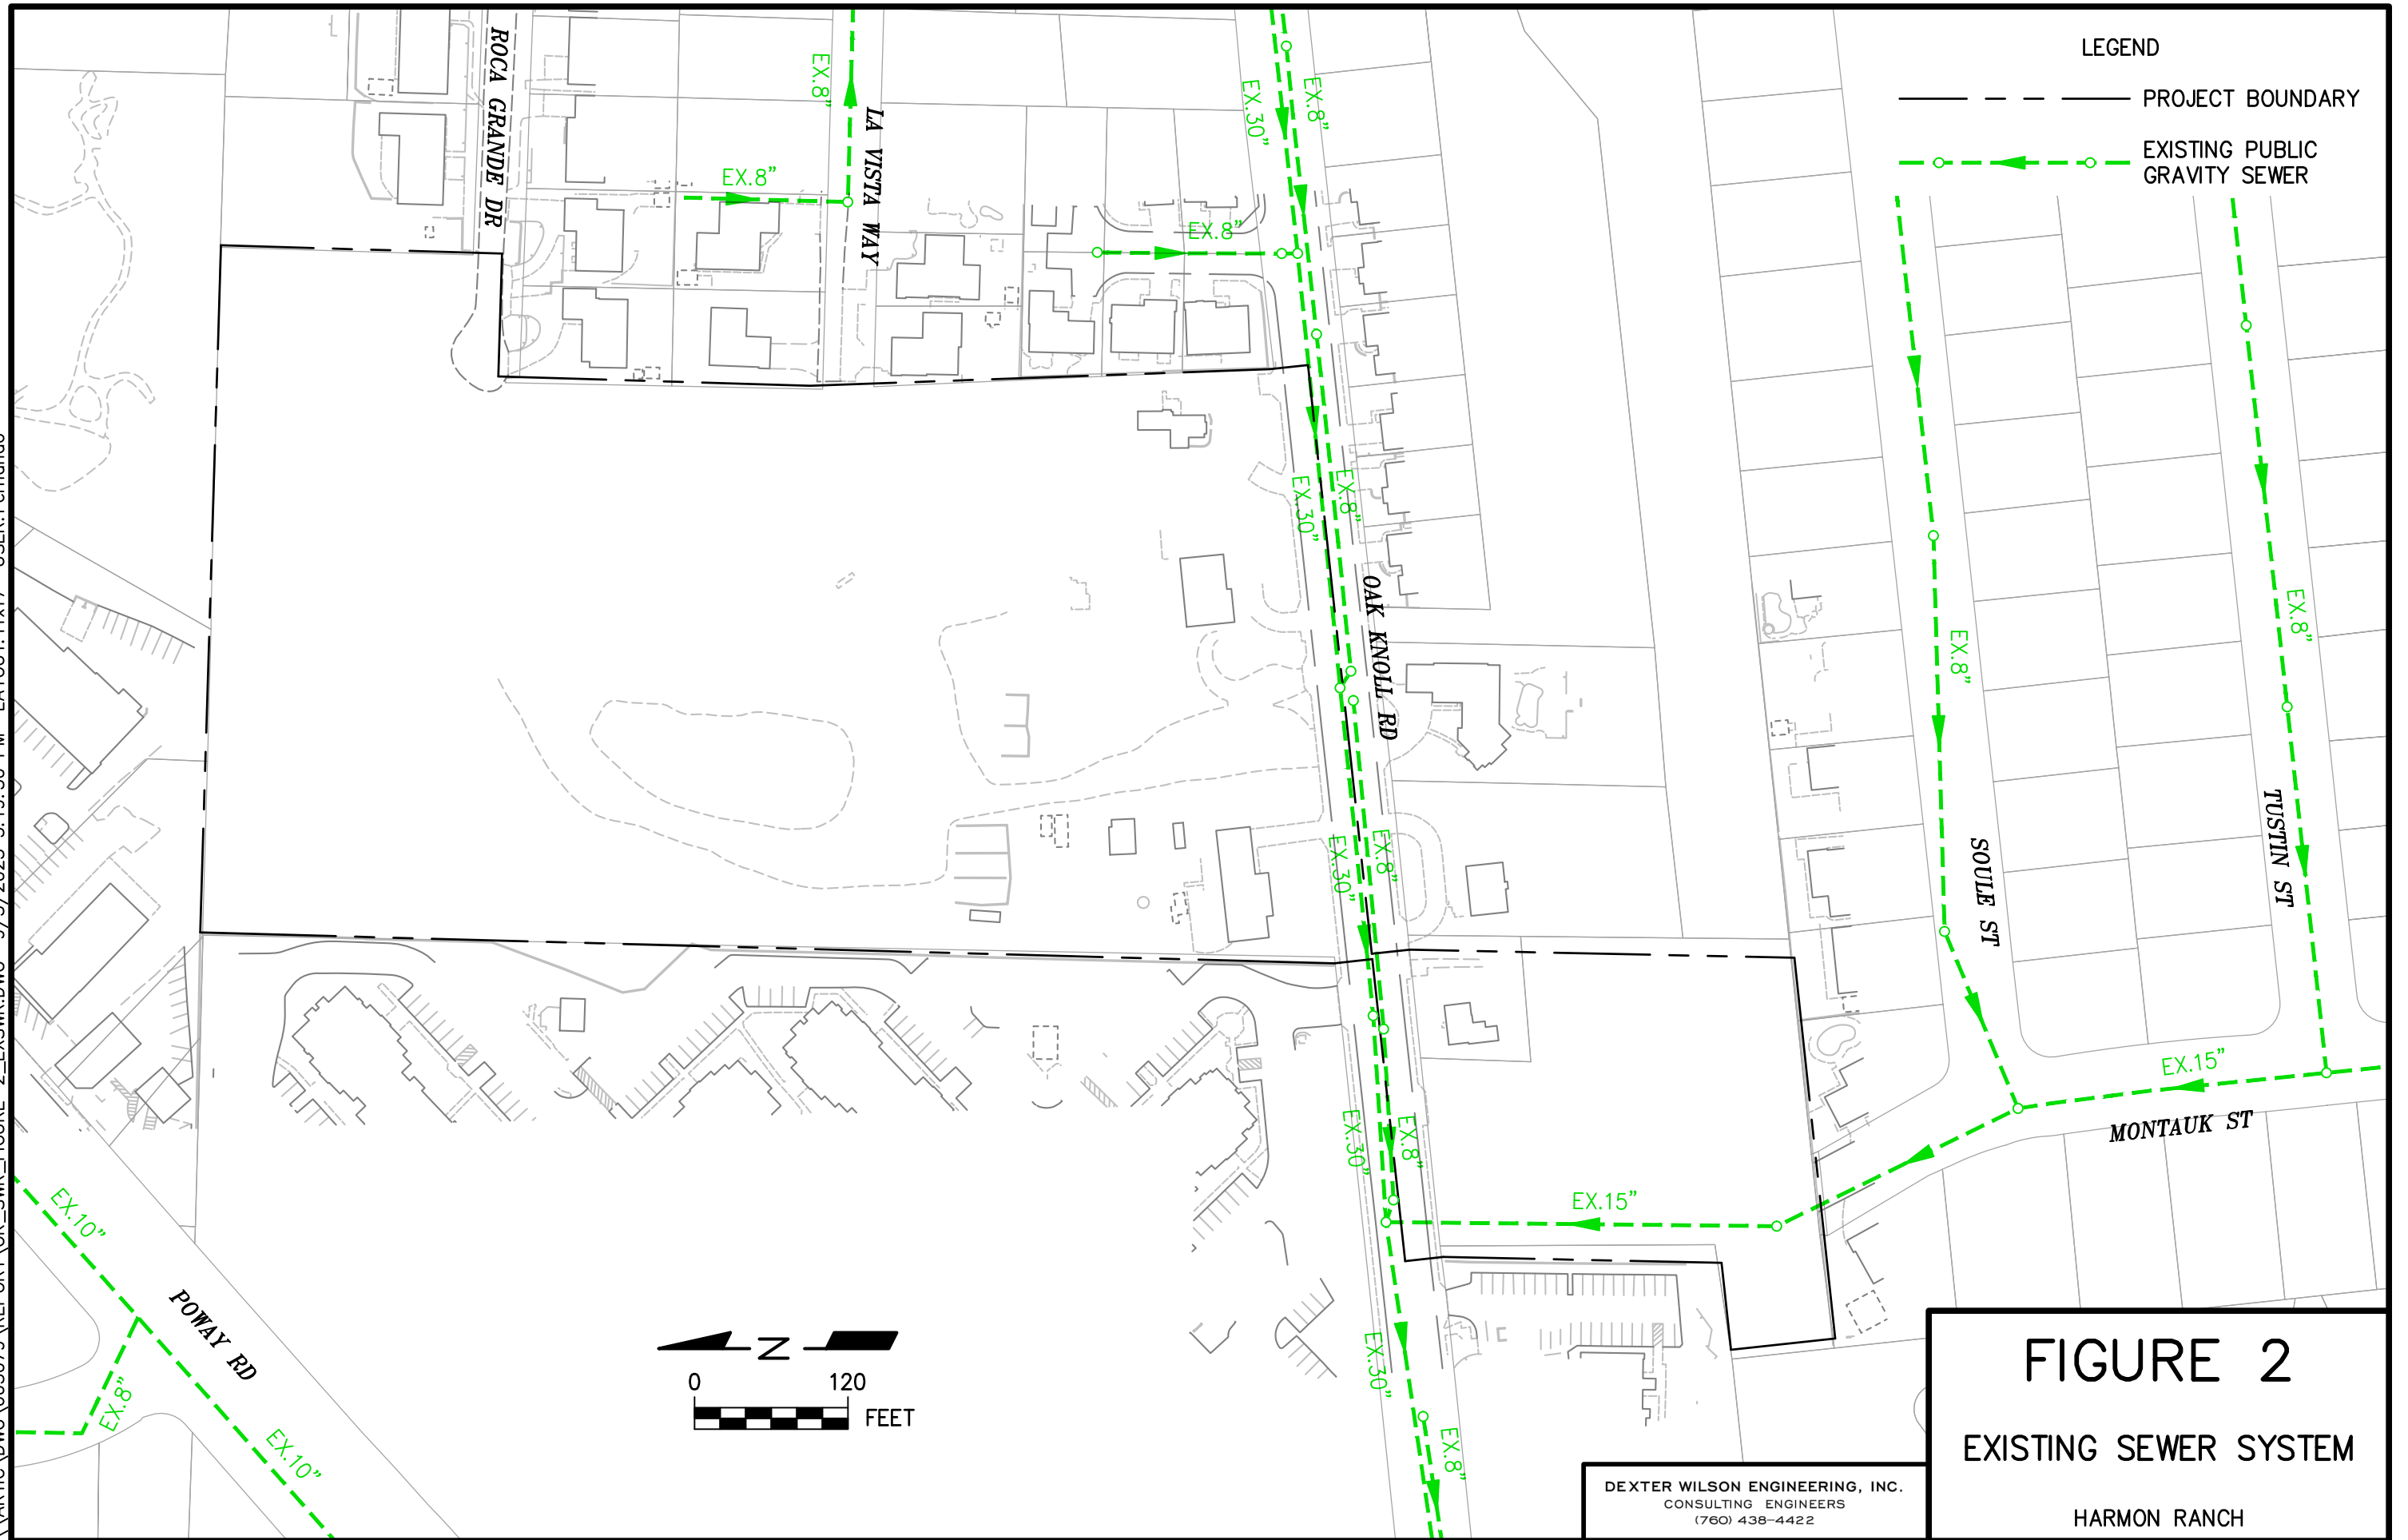 LEGEND
PROJECT BOUNDARY
EXISTING PUBLIC
GRAVITY SEWER
ROCA GRANDE DR
EX.8"
LA VISTA WAY
EX.8"
EX.30"
EX.8"
EX.8"
EX.30"
EX.8"
OAK KNOLL RD
EX.8"
EX.8"
EX.30"
EX.8"
SOULE ST
TUSTIN ST
EX.15"
MONTAUK ST
EX.30"
EX.8"
EX.15"
EX.10"
POWAY RD
EX.8"
EX.10"
N
0 120
FEET
EX.30"
EX.8"
FIGURE 2
EXISTING SEWER SYSTEM
HARMON RANCH
DEXTER WILSON ENGINEERING, INC.
CONSULTING ENGINEERS
(760) 438-4422